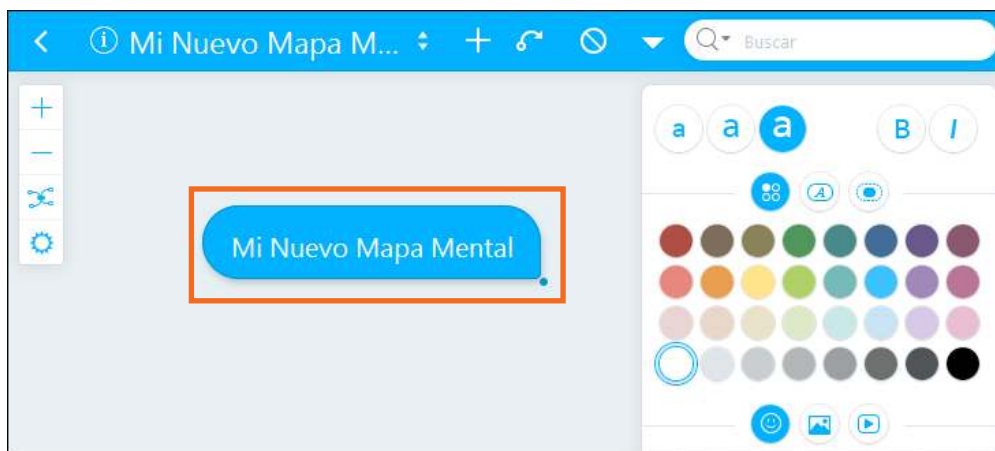 Mi Nuevo Mapa M...
Buscar
a a a B I
A
Mi Nuevo Mapa Mental